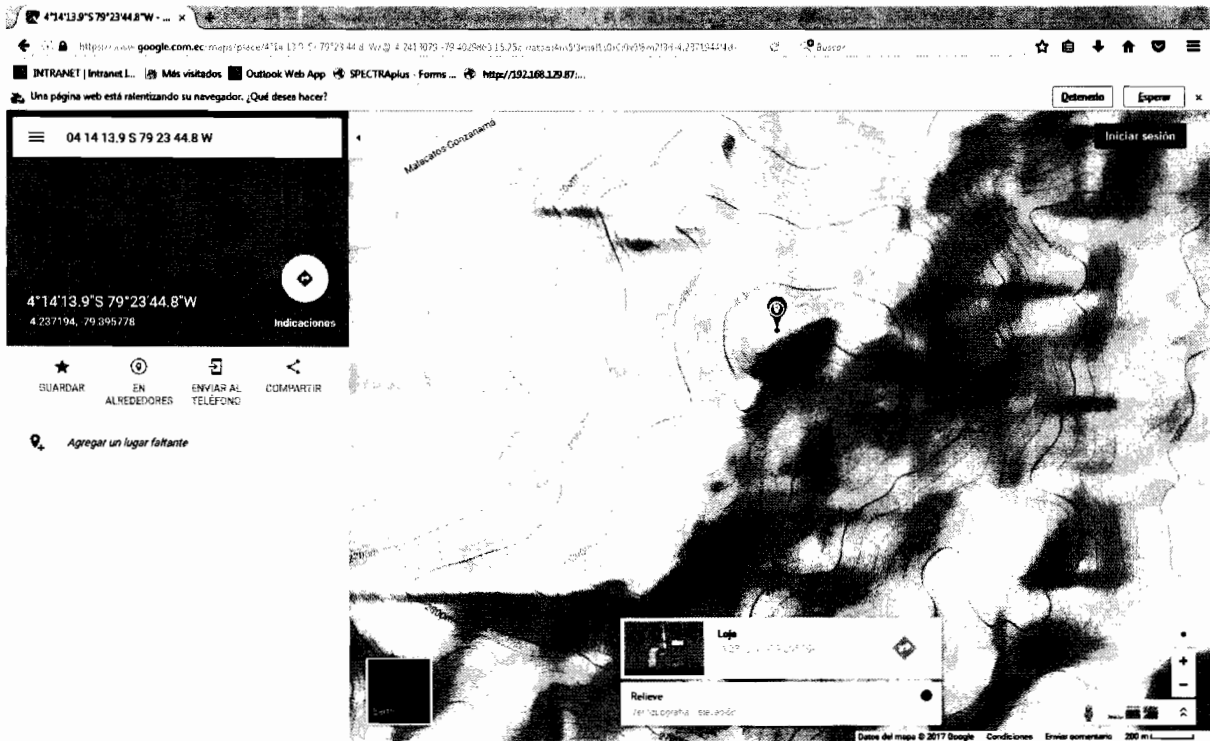 4°14'13.9"S 79°23'44.8"W - ... ×
google.com.ec
Buscar
INTRANET | Intranet I... Más visitados Outlook Web App SPECTRAplus - Forms ... http://192.168.129.87:...
Una página web está ralentizando su navegador. ¿Qué desea hacer? Detenerlo Esperar ×
04 14 13.9 S 79 23 44.8 W
Iniciar sesión
Malacatos Gonzanamá
4°14'13.9"S 79°23'44.8"W
4.237194, -79.395778
Indicaciones
GUARDAR
EN ALREDEDORES
ENVIAR AL TELÉFONO
COMPARTIR
Agregar un lugar faltante
Loja
Relieve
Datos del mapa © 2017 Google Condiciones Enviar comentario 200 m